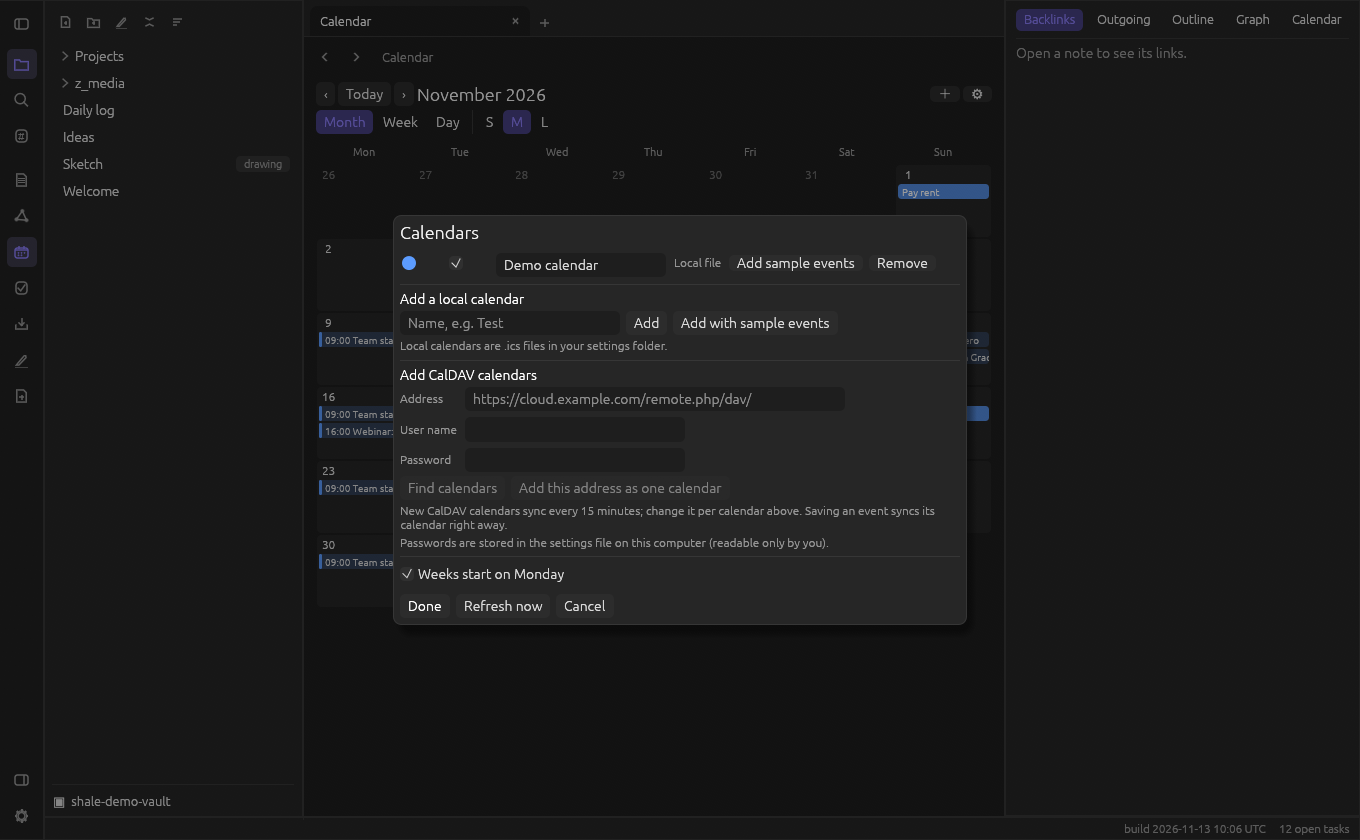 Calendar
Backlinks Outgoing Outline Graph Calendar
Projects
z_media
Daily log
Ideas
Sketch drawing
Welcome
shale-demo-vault
Calendar
Today November 2026
Month Week Day S M L
Mon Tue Wed Thu Fri Sat Sun
26 27 28 29 30 31 1
Pay rent
2
9
09:00 Team sta
ero
Grad
16
09:00 Team sta
16:00 Webinar:
23
09:00 Team sta
30
09:00 Team sta
Calendars
Demo calendar Local file Add sample events Remove
Add a local calendar
Name, e.g. Test Add Add with sample events
Local calendars are .ics files in your settings folder.
Add CalDAV calendars
Address https://cloud.example.com/remote.php/dav/
User name
Password
Find calendars Add this address as one calendar
New CalDAV calendars sync every 15 minutes; change it per calendar above. Saving an event syncs its
calendar right away.
Passwords are stored in the settings file on this computer (readable only by you).
Weeks start on Monday
Done Refresh now Cancel
Open a note to see its links.
build 2026-11-13 10:06 UTC 12 open tasks